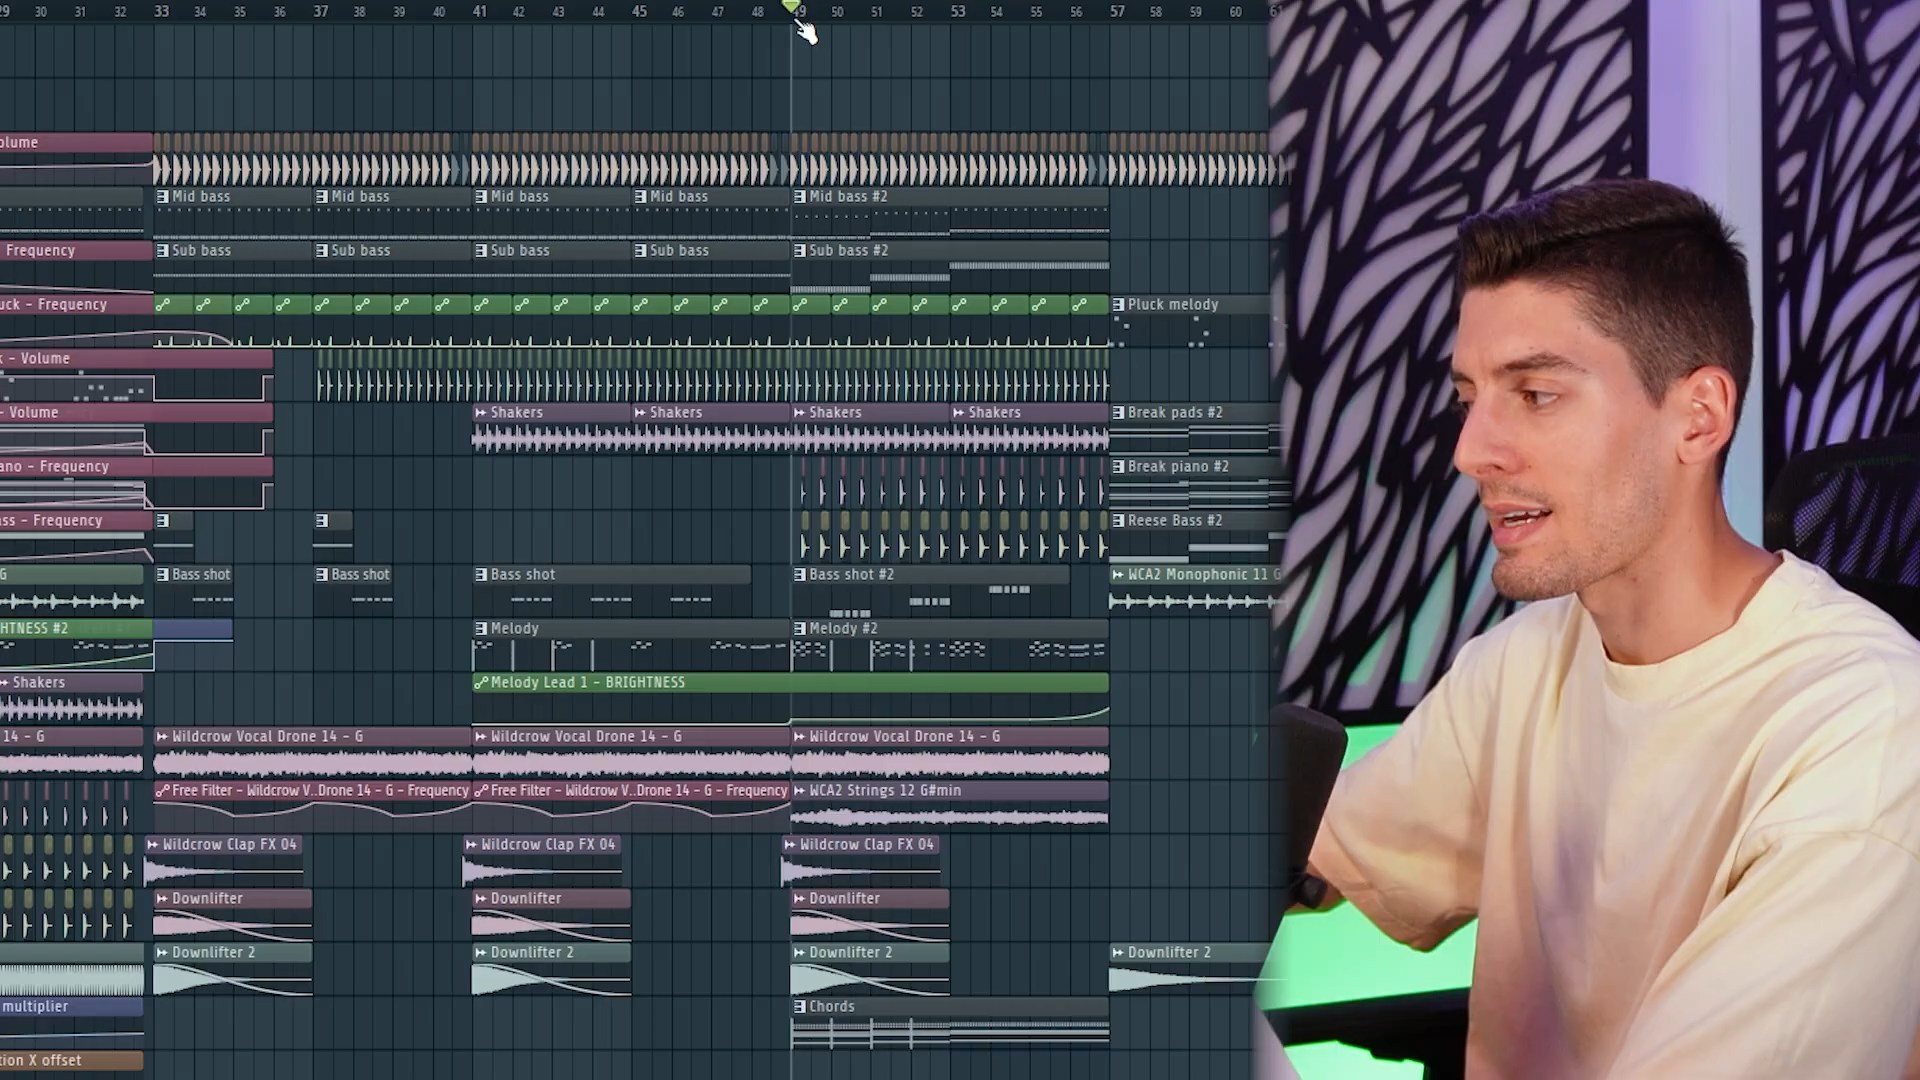 29 30 31 32 33 34 35 36 37 38 39 40 41 42 43 44 45 46 47 48 49 50 51 52 53 54 55 56 57 58 59 60 61
olume
Mid bass Mid bass Mid bass Mid bass Mid bass #2
Frequency Sub bass Sub bass Sub bass Sub bass Sub bass #2
uck - Frequency Pluck melody
k - Volume
- Volume Shakers Shakers Shakers Shakers Break pads #2
ano - Frequency Break piano #2
ass - Frequency Reese Bass #2
G Bass shot Bass shot Bass shot Bass shot #2 WCA2 Monophonic 11 G
HTNESS #2 Melody Melody #2
Shakers Melody Lead 1 - BRIGHTNESS
14 - G Wildcrow Vocal Drone 14 - G Wildcrow Vocal Drone 14 - G Wildcrow Vocal Drone 14 - G
Free Filter - Wildcrow V..Drone 14 - G - Frequency Free Filter - Wildcrow V..Drone 14 - G - Frequency WCA2 Strings 12 G#min
Wildcrow Clap FX 04 Wildcrow Clap FX 04 Wildcrow Clap FX 04
Downlifter Downlifter Downlifter
Downlifter 2 Downlifter 2 Downlifter 2 Downlifter 2
multiplier Chords
tion X offset